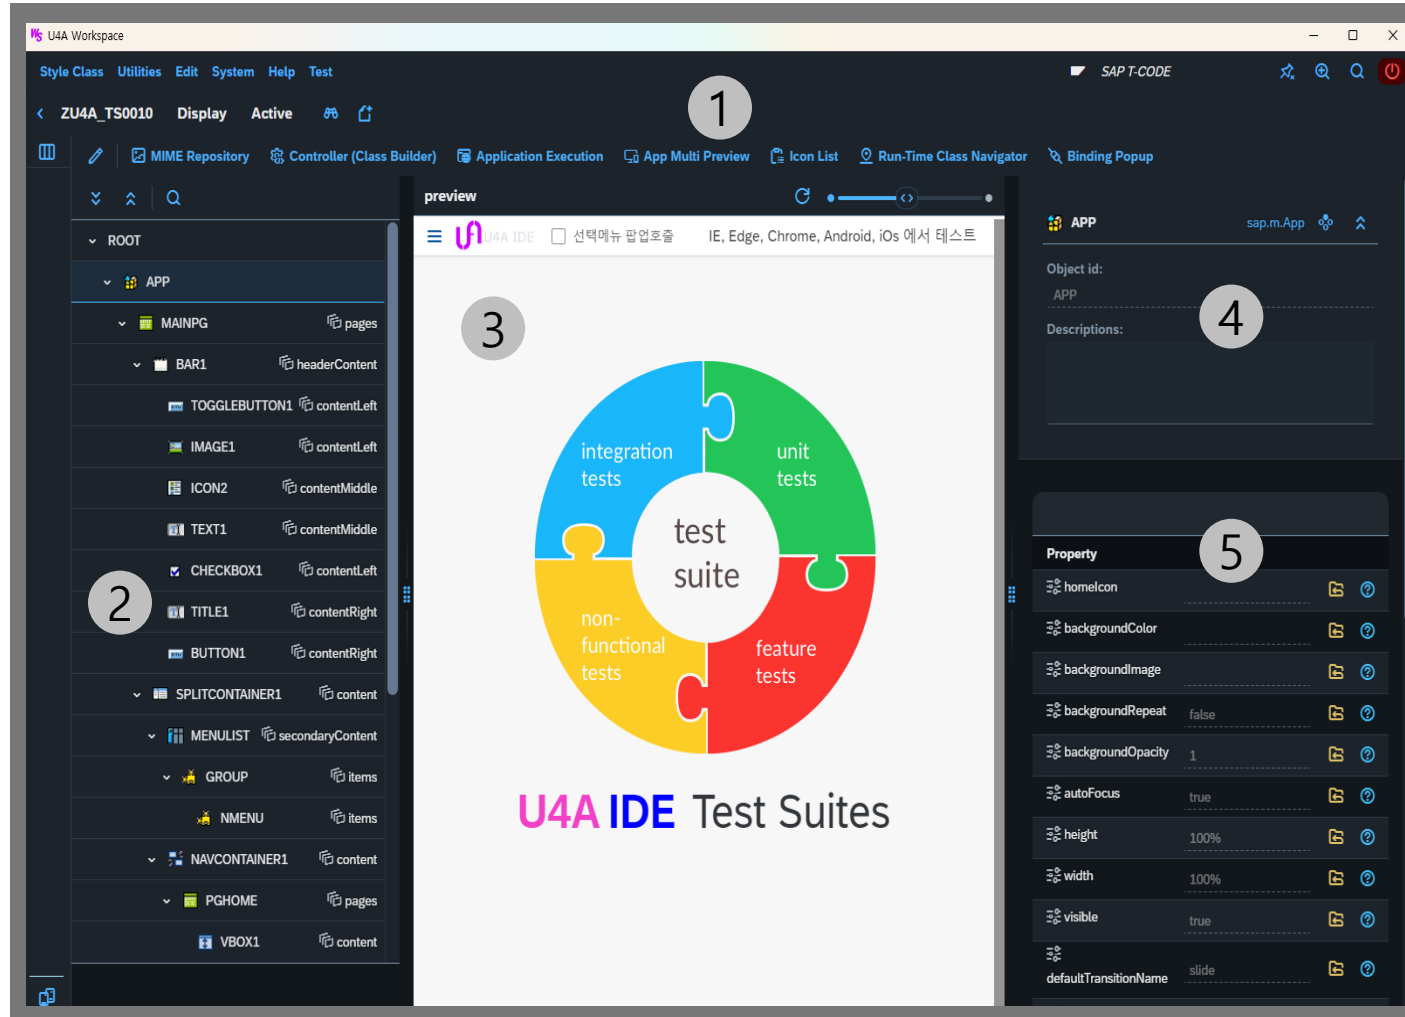 U4A Workspace
Style Class Utilities Edit System Help Test
SAP T-CODE
ZU4A_TS0010 Display Active
1
MIME Repository Controller (Class Builder) Application Execution App Multi Preview Icon List Run-Time Class Navigator Binding Popup
ROOT
APP
MAINPG pages
BAR1 headerContent
TOGGLEBUTTON1 contentLeft
IMAGE1 contentLeft
ICON2 contentMiddle
TEXT1 contentMiddle
CHECKBOX1 contentLeft
2
TITLE1 contentRight
BUTTON1 contentRight
SPLITCONTAINER1 content
MENULIST secondaryContent
GROUP items
NMENU items
NAVCONTAINER1 content
PGHOME pages
VBOX1 content
preview
U4A IDE 선택메뉴 팝업호출 IE, Edge, Chrome, Android, iOs 에서 테스트
3
integration
tests
unit
tests
test
suite
non-
functional
tests
feature
tests
U4A IDE Test Suites
APP sap.m.App
Object id:
APP
4
Descriptions:
5
Property
homeIcon
backgroundColor
backgroundImage
backgroundRepeat false
backgroundOpacity 1
autoFocus true
height 100%
width 100%
visible true
defaultTransitionName slide